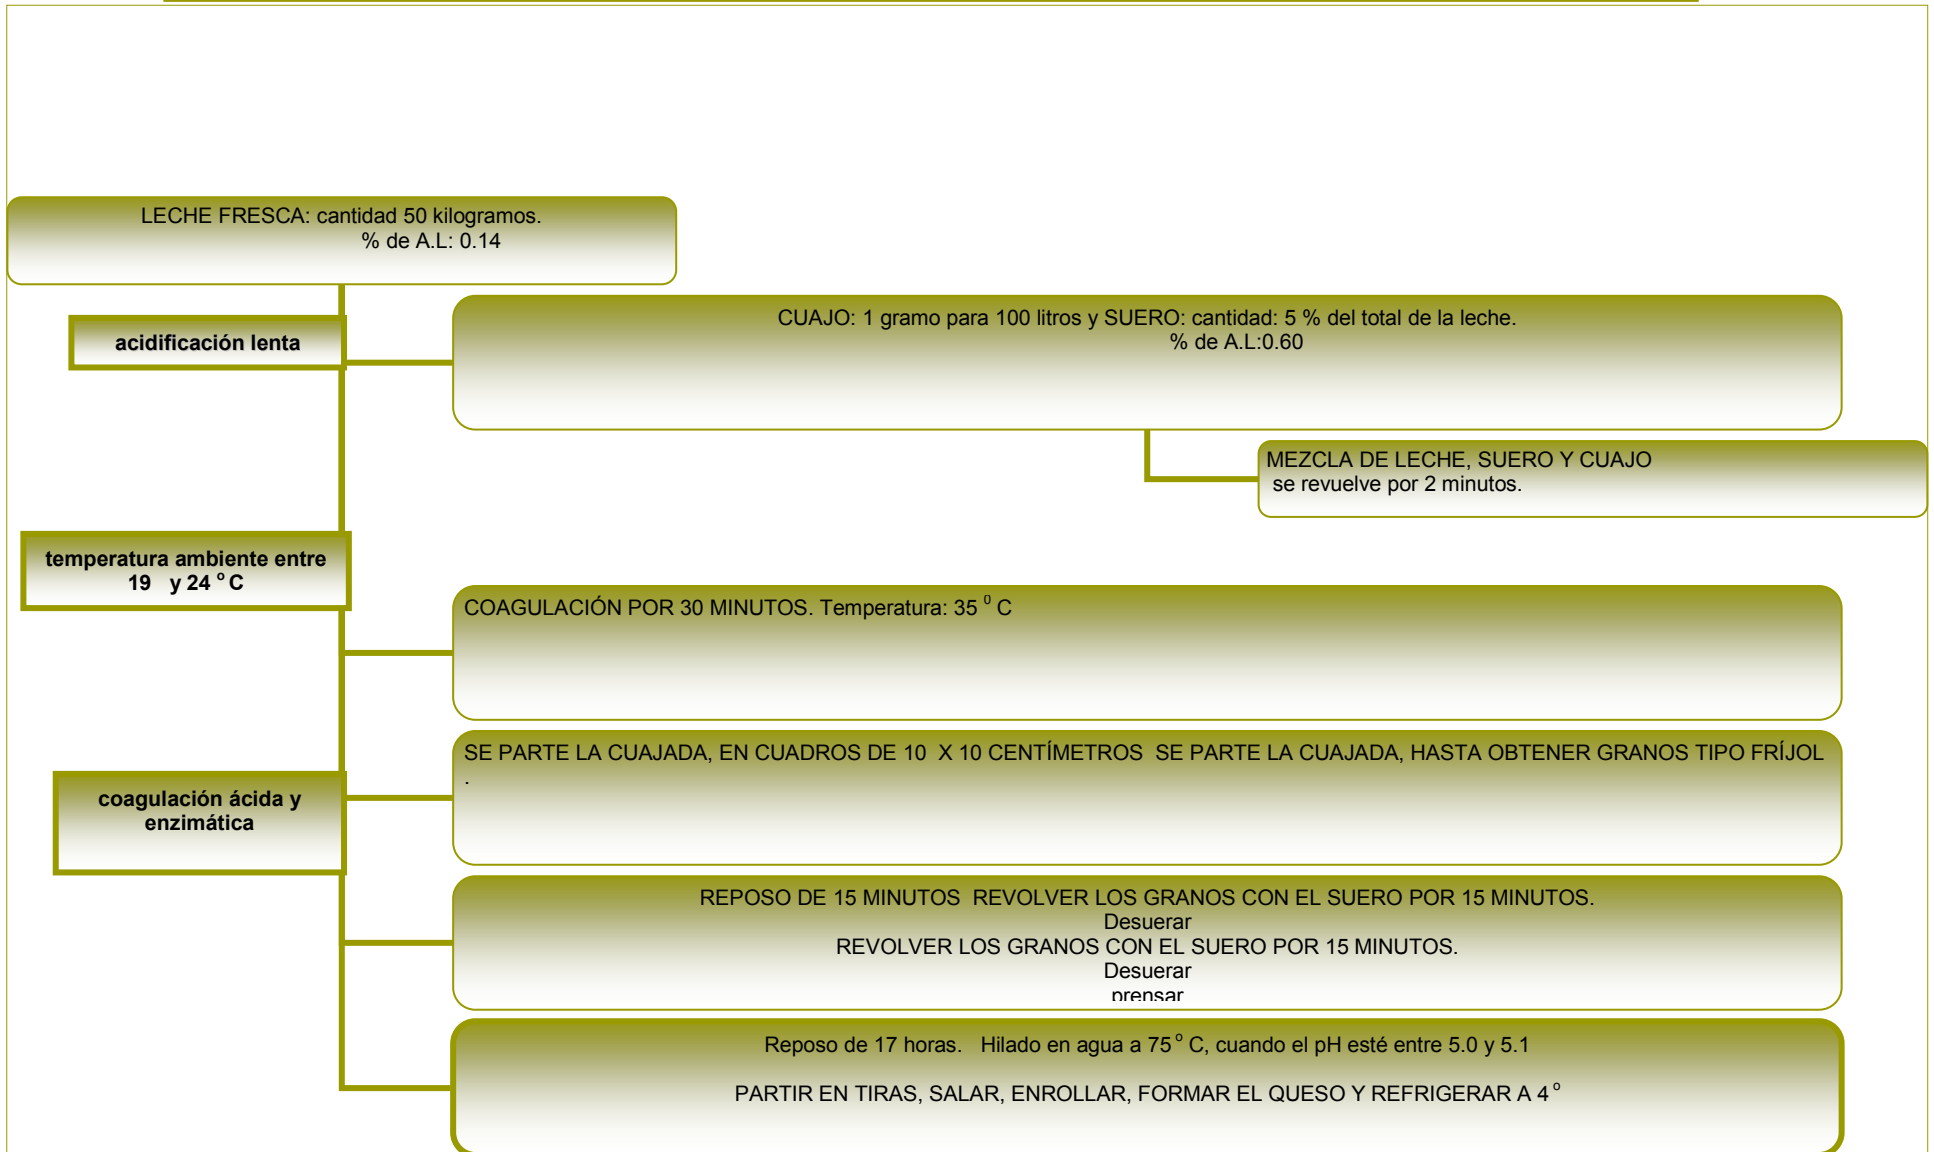 LECHE FRESCA: cantidad 50 kilogramos.
% de A.L: 0.14
acidificación lenta
CUAJO: 1 gramo para 100 litros y SUERO: cantidad: 5 % del total de la leche.
% de A.L:0.60
MEZCLA DE LECHE, SUERO Y CUAJO
se revuelve por 2 minutos.
temperatura ambiente entre
19 y 24 º C
COAGULACIÓN POR 30 MINUTOS. Temperatura: 35 ⁰ C
SE PARTE LA CUAJADA, EN CUADROS DE 10 X 10 CENTÍMETROS SE PARTE LA CUAJADA, HASTA OBTENER GRANOS TIPO FRÍJOL
.
coagulación ácida y
enzimática
REPOSO DE 15 MINUTOS REVOLVER LOS GRANOS CON EL SUERO POR 15 MINUTOS.
Desuerar
REVOLVER LOS GRANOS CON EL SUERO POR 15 MINUTOS.
Desuerar
prensar
Reposo de 17 horas. Hilado en agua a 75 º C, cuando el pH esté entre 5.0 y 5.1
PARTIR EN TIRAS, SALAR, ENROLLAR, FORMAR EL QUESO Y REFRIGERAR A 4 º